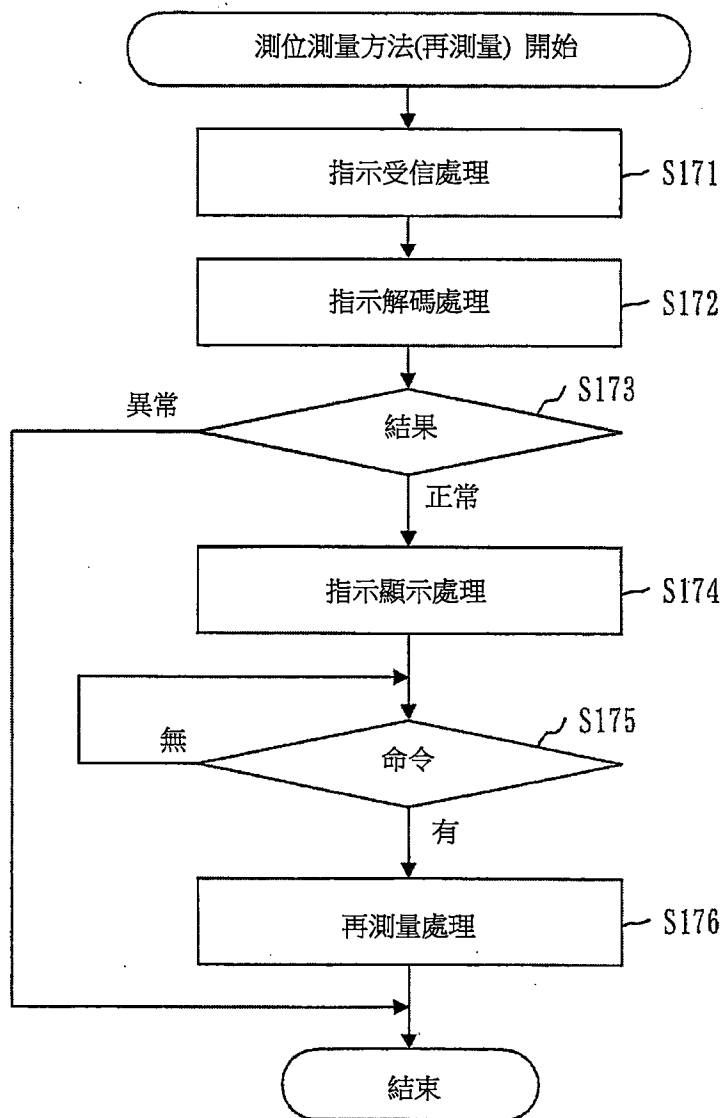 測位測量方法(再測量) 開始
指示受信處理
S171
指示解碼處理
S172
S173
異常
結果
正常
指示顯示處理
S174
S175
無
命令
有
再測量處理
S176
結束